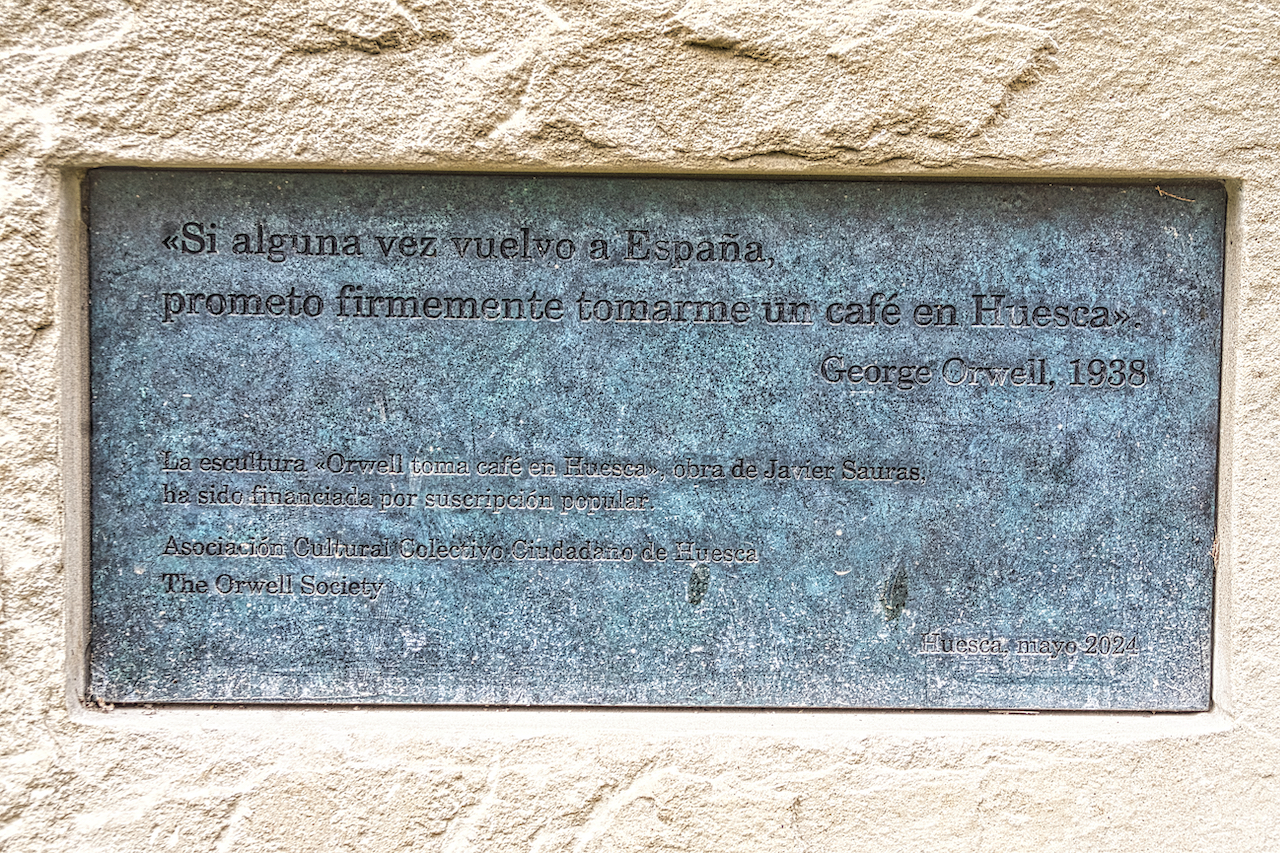 «Si alguna vez vuelvo a España,
prometo firmemente tomarme un café en Huesca».
George Orwell, 1938
La escultura «Orwell toma café en Huesca», obra de Javier Sauras,
ha sido financiada por suscripción popular.
Asociación Cultural Colectivo Ciudadano de Huesca
The Orwell Society
Huesca, mayo 2024